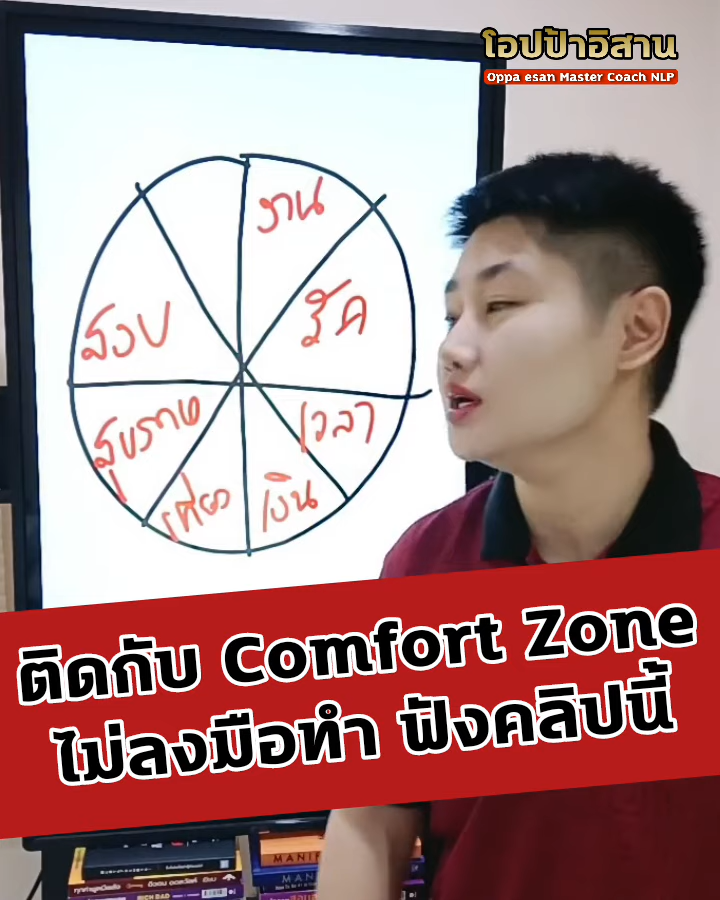 โอปป้าอิสาน
Oppa esan Master Coach NLP
งาน
รัก
เวลา
เงิน
เที่ยว
สุขภาพ
สงบ
ติดกับ Comfort Zone
ไม่ลงมือทำ ฟังคลิปนี้
MANIF
RICH DAD